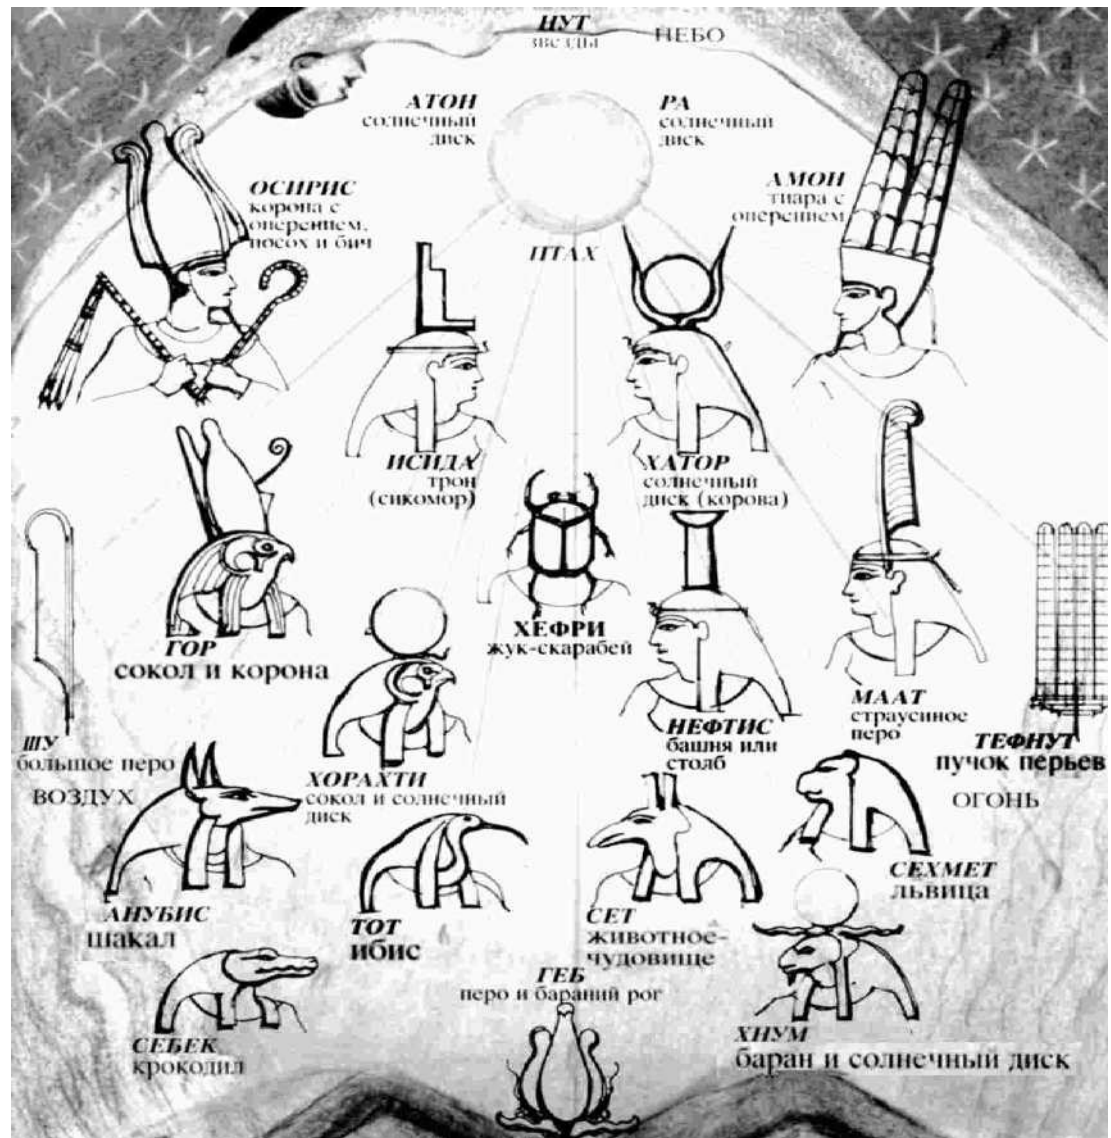 НУТ
звезды
НЕБО
АТОН
солнечный
диск
РА
солнечный
диск
ОСИРИС
корона с
оперением,
посох и бич
АМОН
тиара с
оперением
ПТАХ
ИСИДА
трон
(сикомор)
ХАТОР
солнечный
диск (корова)
ГОР
сокол и корона
ХЕФРИ
жук-скарабей
МААТ
страусиное
перо
НЕФТИС
башня или
столб
ШУ
большое перо
ВОЗДУХ
ТЕФНУТ
пучок перьев
ОГОНЬ
ХОРАХТИ
сокол и солнечный
диск
СЕХМЕТ
львица
АНУБИС
шакал
ТОТ
ибис
СЕТ
животное-
чудовище
ГЕБ
перо и бараний рог
СЕБЕК
крокодил
ХНУМ
баран и солнечный диск